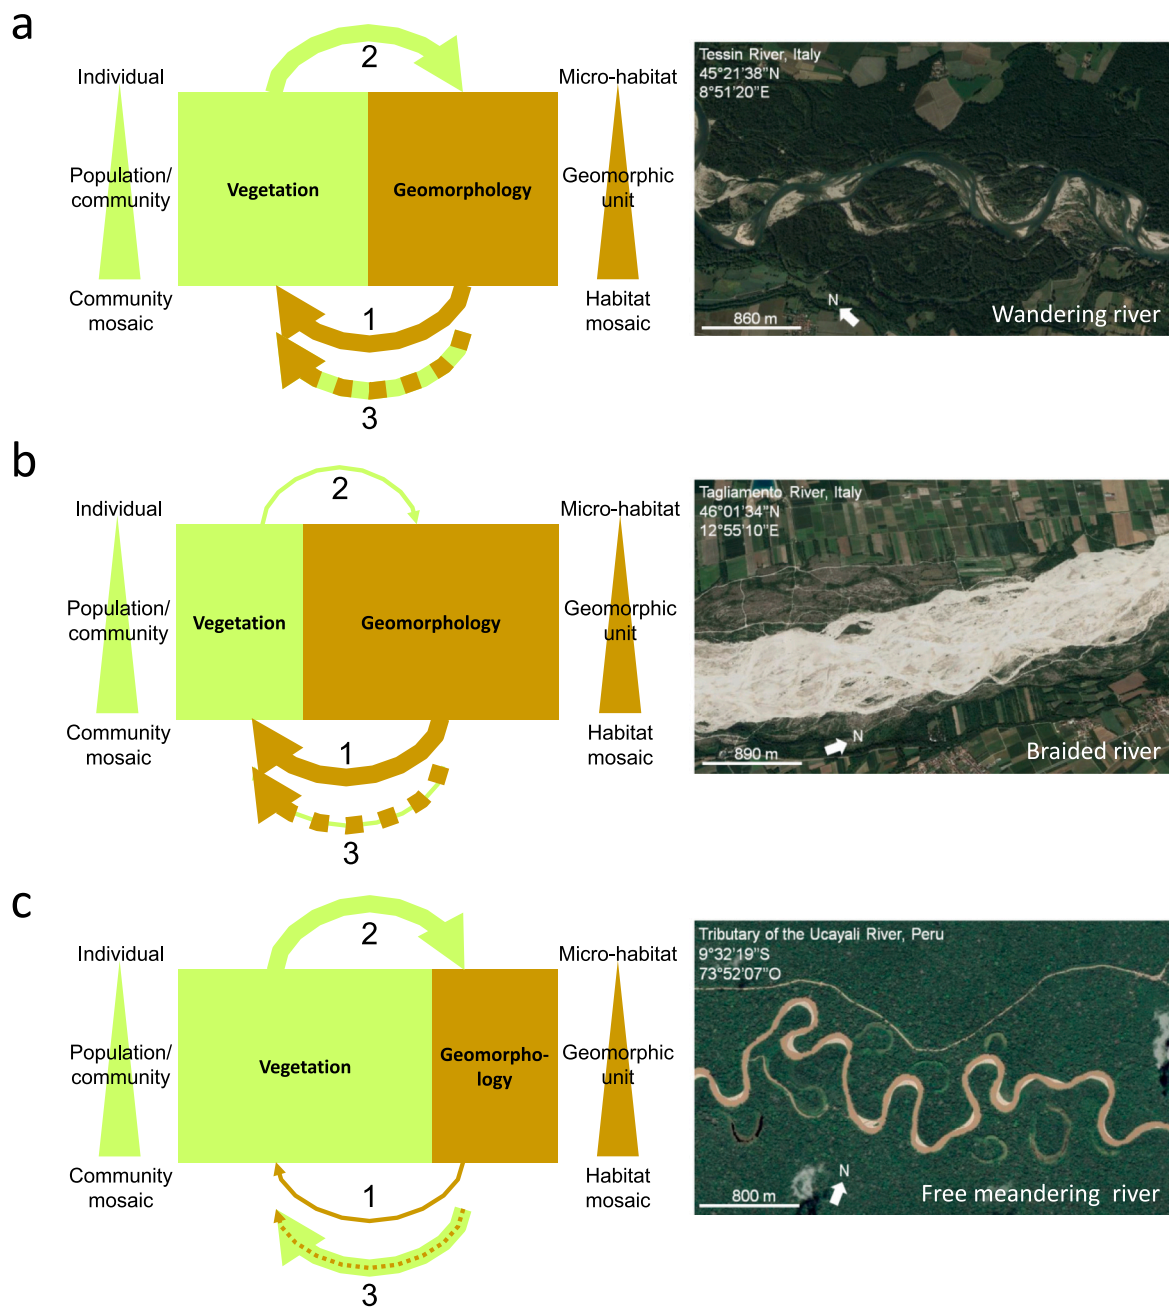 a
2
Individual
Micro-habitat
Population/
community
Vegetation
Geomorphology
Geomorphic
unit
Community
mosaic
1
Habitat
mosaic
3
Tessin River, Italy
45°21'38''N
8°51'20''E
N
860 m
Wandering river
b
2
Individual
Micro-habitat
Population/
community
Vegetation
Geomorphology
Geomorphic
unit
Community
mosaic
1
Habitat
mosaic
3
Tagliamento River, Italy
46°01'34''N
12°55'10''E
N
890 m
Braided river
c
2
Individual
Micro-habitat
Population/
community
Vegetation
Geomorpho-
logy
Geomorphic
unit
Community
mosaic
1
Habitat
mosaic
3
Tributary of the Ucayali River, Peru
9°32'19''S
73°52'07''O
N
800 m
Free meandering river